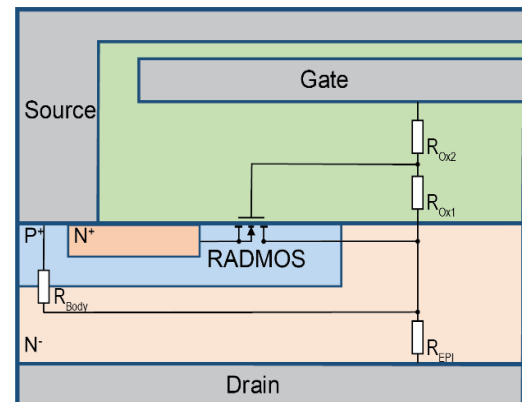 Gate
Source
R_Ox2
R_Ox1
P⁺
N⁺
RADMOS
R_Body
N⁻
R_EPI
Drain